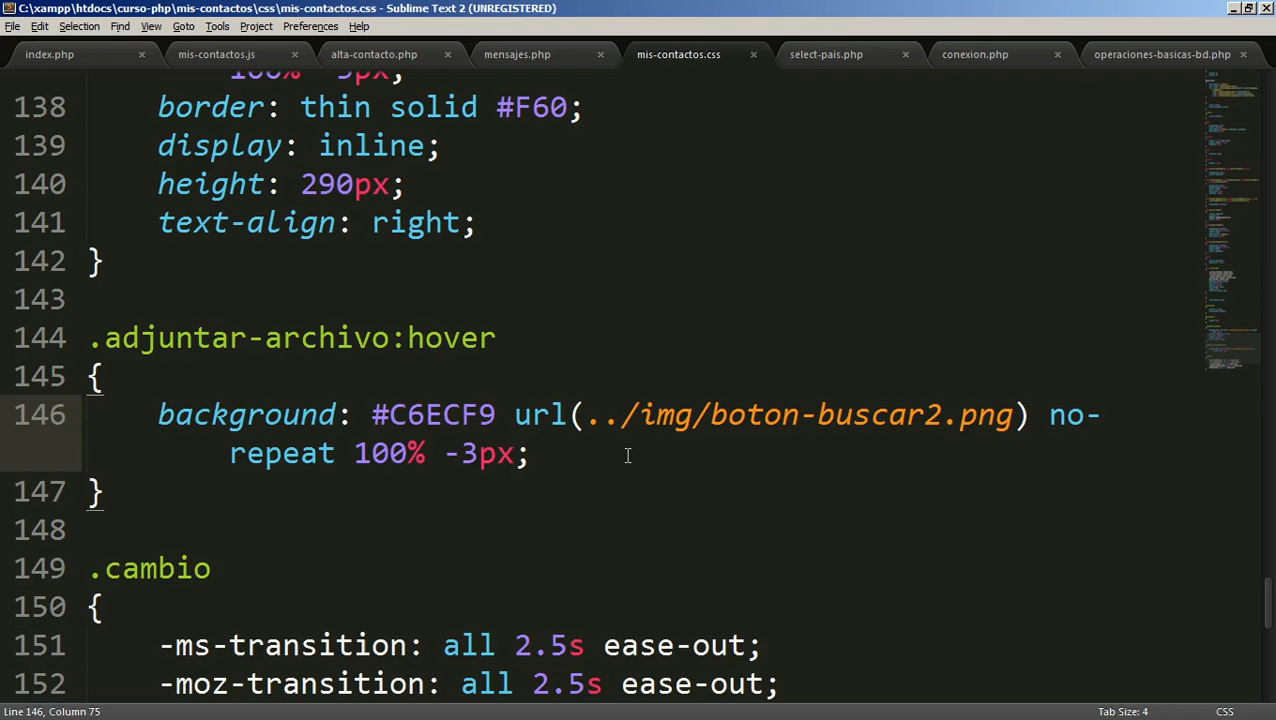 C:\xampp\htdocs\curso-php\mis-contactos\css\mis-contactos.css - Sublime Text 2 (UNREGISTERED)
File Edit Selection Find View Goto Tools Project Preferences Help
index.php mis-contactos.js alta-contacto.php mensajes.php mis-contactos.css select-pais.php conexion.php operaciones-basicas-bd.php
100% -3px;
138 border: thin solid #F60;
139 display: inline;
140 height: 290px;
141 text-align: right;
142 }
143
144 .adjuntar-archivo:hover
145 {
146 background: #C6ECF9 url(../img/boton-buscar2.png) no-
repeat 100% -3px;
147 }
148
149 .cambio
150 {
151 -ms-transition: all 2.5s ease-out;
152 -moz-transition: all 2.5s ease-out;
Line 146, Column 75 Tab Size: 4 CSS